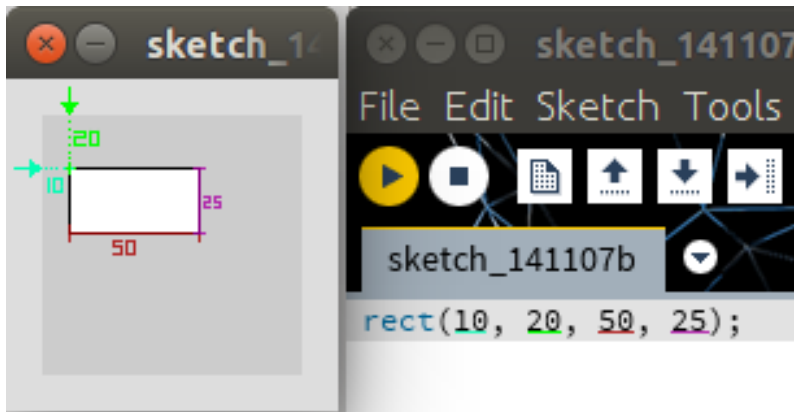 sketch_14
20
10
25
50
sketch_141107
File Edit Sketch Tools
sketch_141107b
rect(10, 20, 50, 25);